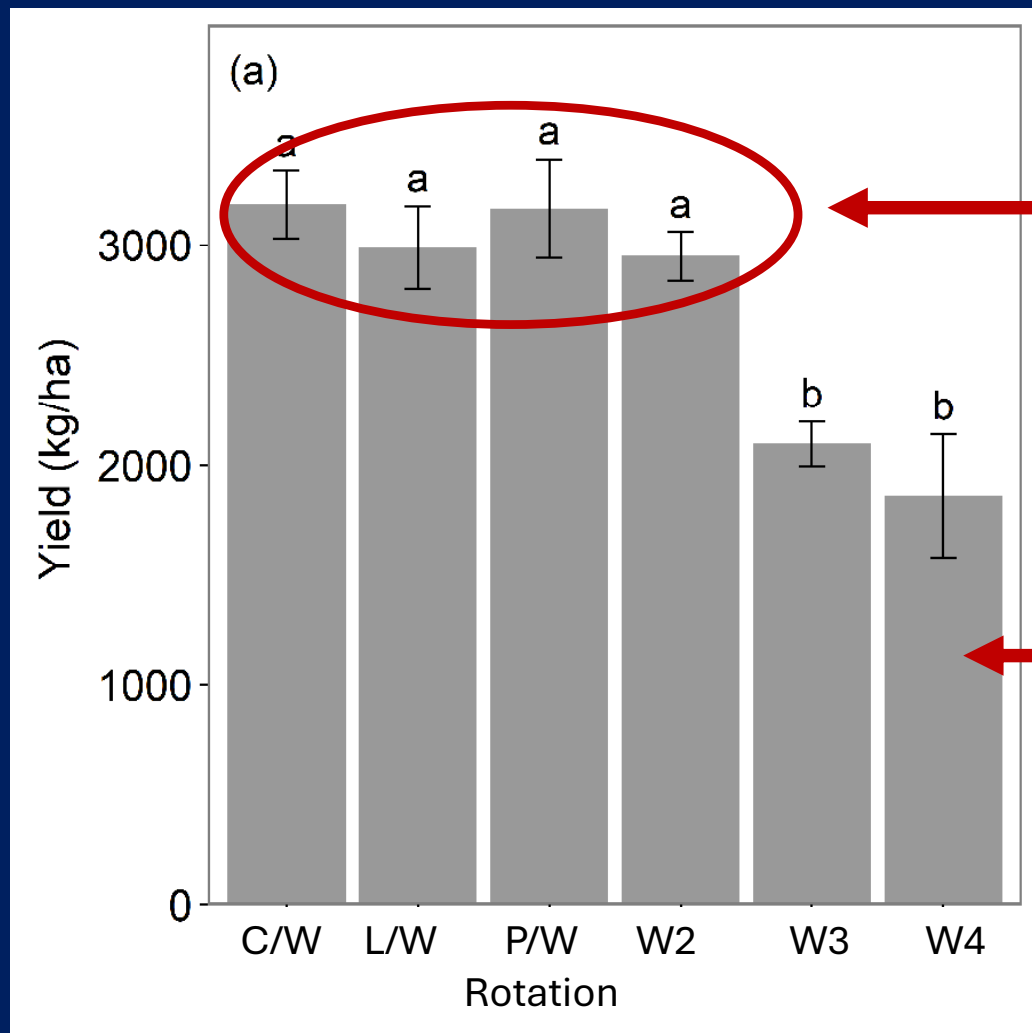 (a)
a
a
a
a
b
b
Yield (kg/ha)
3000
2000
1000
0
C/W L/W P/W W2 W3 W4
Rotation